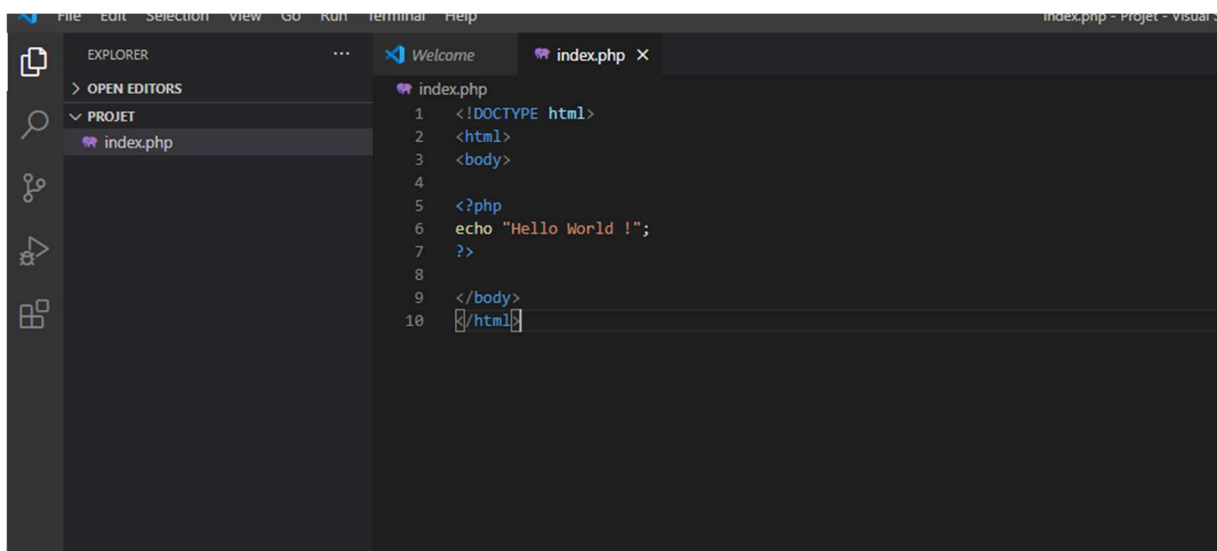 File Edit Selection View Go Run Terminal Help index.php - Projet - Visual
EXPLORER ···
Welcome
index.php ×
> OPEN EDITORS
index.php
PROJET
index.php
1 <!DOCTYPE html>
2 <html>
3 <body>
4
5 <?php
6 echo "Hello World !";
7 ?>
8
9 </body>
10 </html>